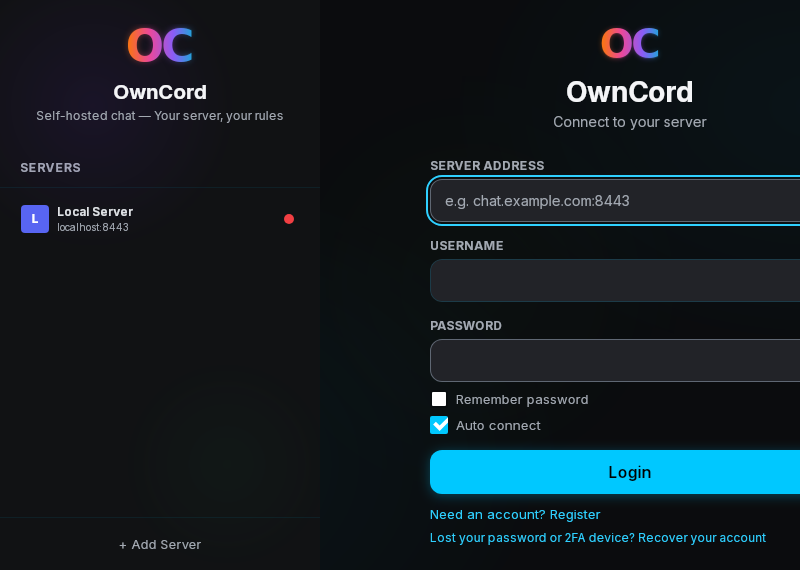 OC
OwnCord
Self-hosted chat — Your server, your rules
SERVERS
L
Local Server
localhost:8443
+ Add Server
OC
OwnCord
Connect to your server
SERVER ADDRESS
e.g. chat.example.com:8443
USERNAME
PASSWORD
Remember password
Auto connect
Login
Need an account? Register
Lost your password or 2FA device? Recover your account